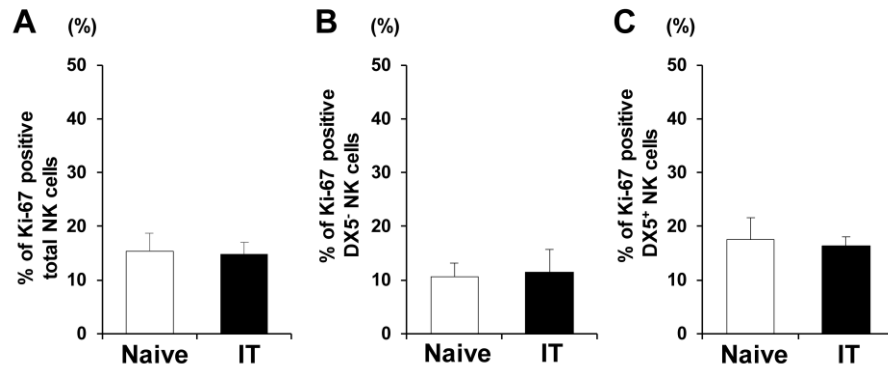 A (%)
% of Ki-67 positive
total NK cells
50
40
30
20
10
0
Naive IT
B (%)
% of Ki-67 positive
DX5⁻ NK cells
50
40
30
20
10
0
Naive IT
C (%)
% of Ki-67 positive
DX5⁺ NK cells
50
40
30
20
10
0
Naive IT